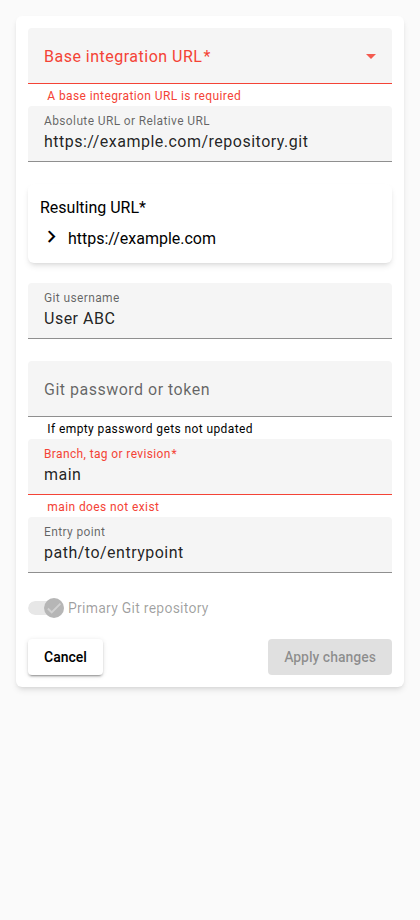 Base integration URL*
A base integration URL is required
Absolute URL or Relative URL
https://example.com/repository.git
Resulting URL*
https://example.com
Git username
User ABC
Git password or token
If empty password gets not updated
Branch, tag or revision*
main
main does not exist
Entry point
path/to/entrypoint
Primary Git repository
Cancel
Apply changes